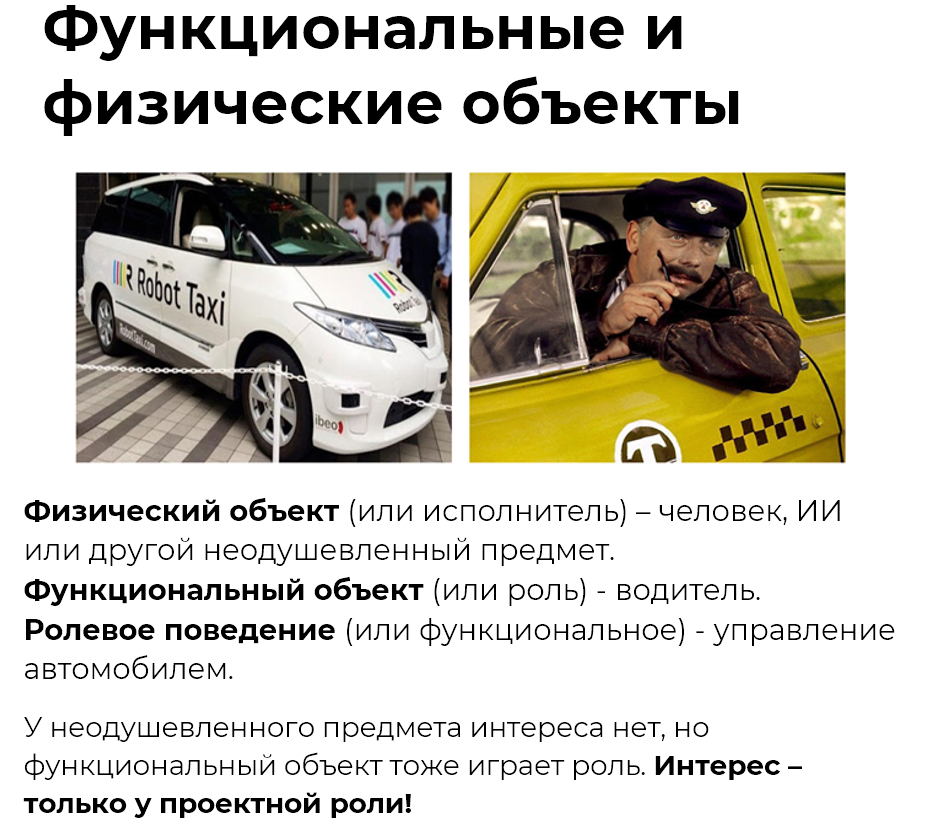 Функциональные и
физические объекты
Robot Taxi
RobotTaxi.com
Robot Taxi
ibeo
T
Физический объект (или исполнитель) – человек, ИИ
или другой неодушевленный предмет.
Функциональный объект (или роль) - водитель.
Ролевое поведение (или функциональное) - управление
автомобилем.
У неодушевленного предмета интереса нет, но
функциональный объект тоже играет роль. Интерес –
только у проектной роли!